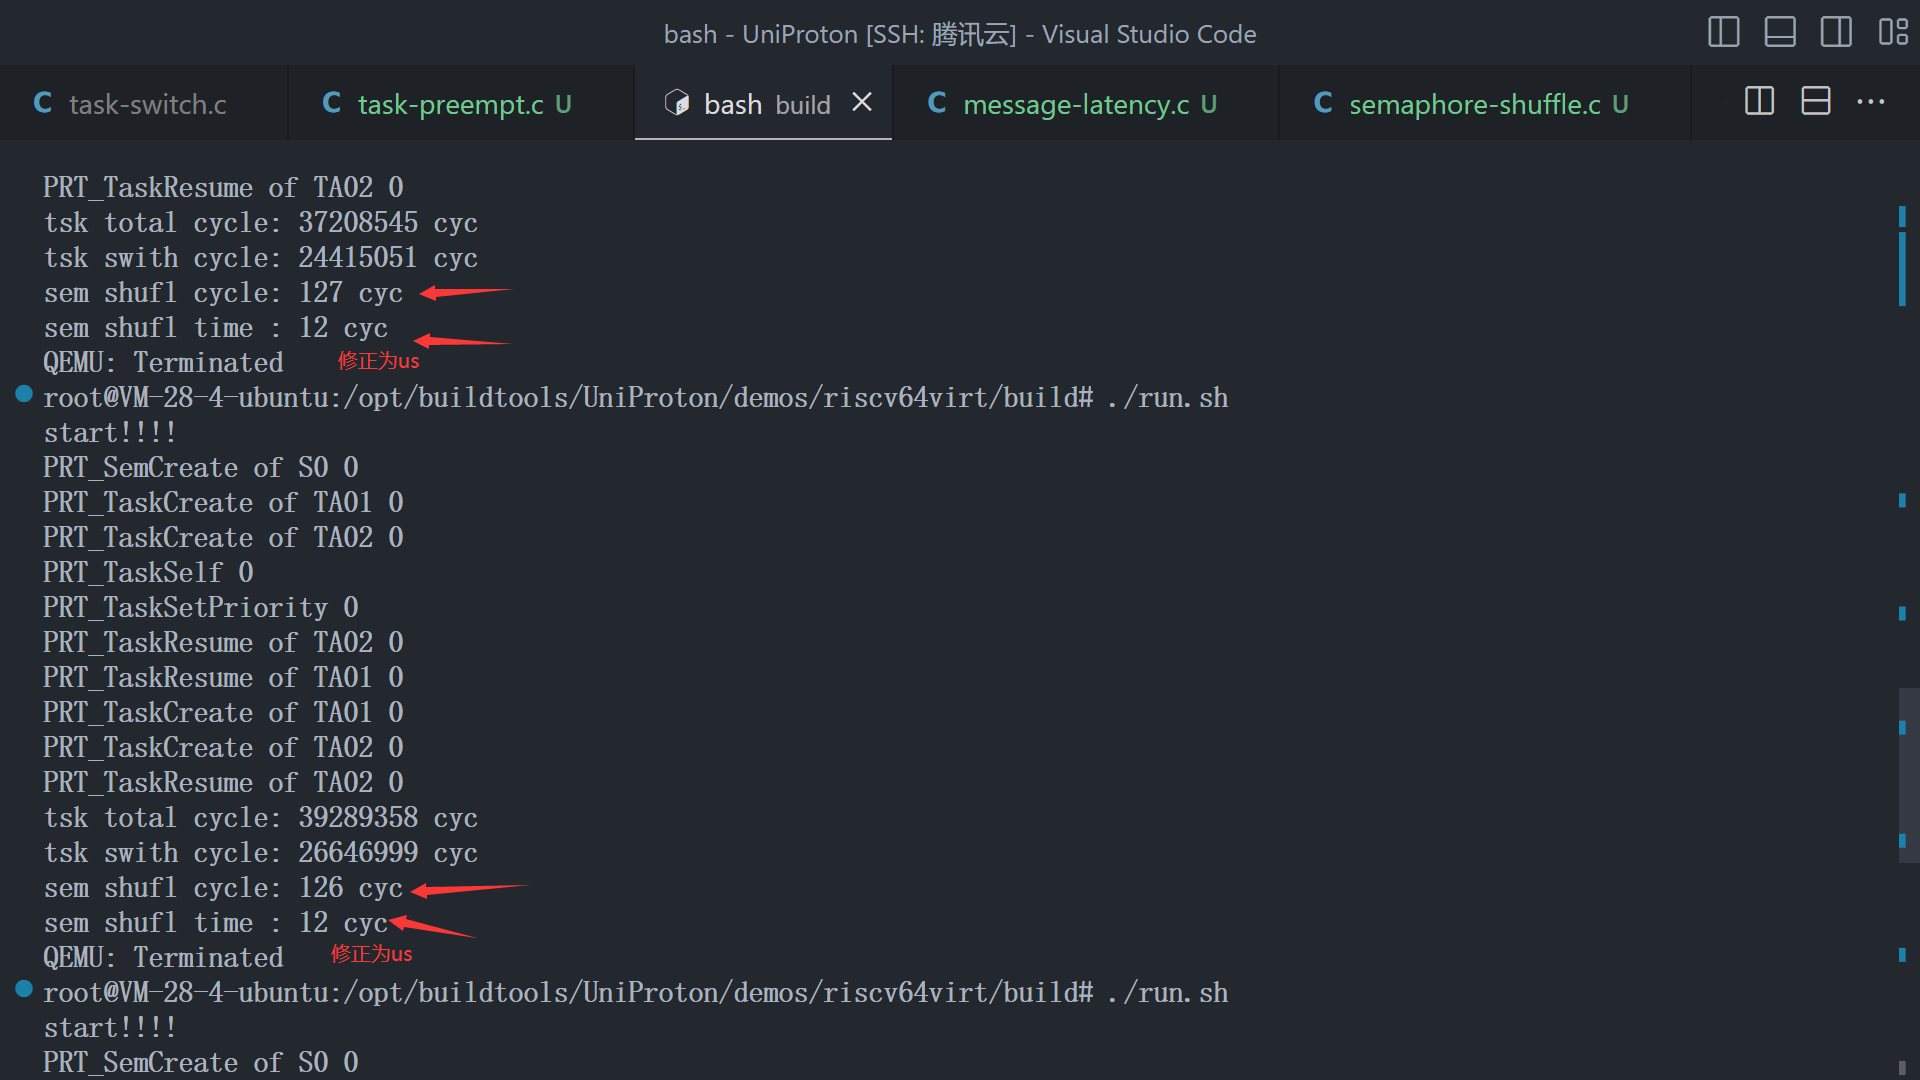 bash - UniProton [SSH: 腾讯云] - Visual Studio Code
C task-switch.c C task-preempt.c U bash build C message-latency.c U C semaphore-shuffle.c U
PRT_TaskResume of TA02 0
tsk total cycle: 37208545 cyc
tsk swith cycle: 24415051 cyc
sem shufl cycle: 127 cyc
sem shufl time : 12 cyc
QEMU: Terminated 修正为us
root@VM-28-4-ubuntu:/opt/buildtools/UniProton/demos/riscv64virt/build# ./run.sh
start!!!!
PRT_SemCreate of S0 0
PRT_TaskCreate of TA01 0
PRT_TaskCreate of TA02 0
PRT_TaskSelf 0
PRT_TaskSetPriority 0
PRT_TaskResume of TA02 0
PRT_TaskResume of TA01 0
PRT_TaskCreate of TA01 0
PRT_TaskCreate of TA02 0
PRT_TaskResume of TA02 0
tsk total cycle: 39289358 cyc
tsk swith cycle: 26646999 cyc
sem shufl cycle: 126 cyc
sem shufl time : 12 cyc
QEMU: Terminated 修正为us
root@VM-28-4-ubuntu:/opt/buildtools/UniProton/demos/riscv64virt/build# ./run.sh
start!!!!
PRT_SemCreate of S0 0